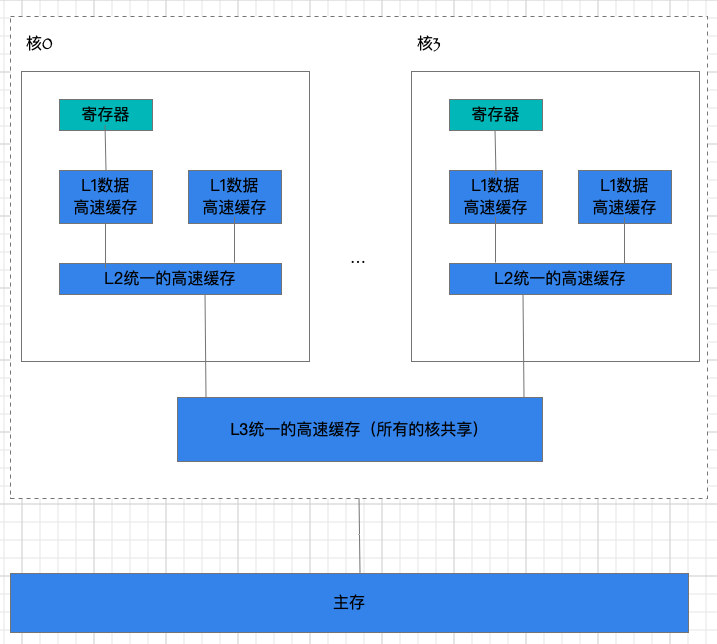 核0
核3
寄存器
寄存器
L1数据
高速缓存
L1数据
高速缓存
L1数据
高速缓存
L1数据
高速缓存
...
L2统一的高速缓存
L2统一的高速缓存
L3统一的高速缓存（所有的核共享）
主存